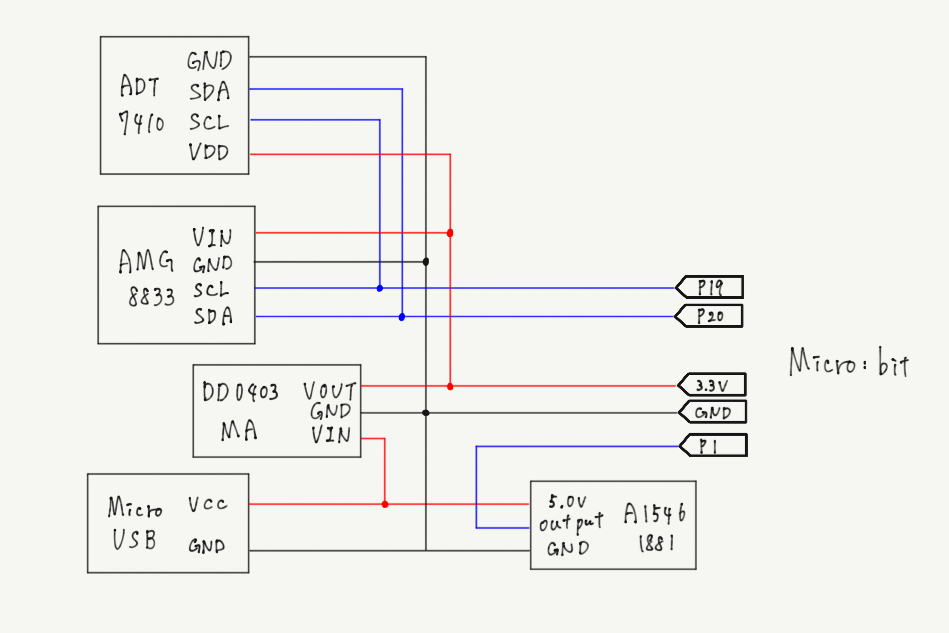 ADT
7410
GND
SDA
SCL
VDD
AMG
8833
VIN
GND
SCL
SDA
P19
P20
Micro:bit
DD0403
MA
VOUT
GND
VIN
3.3V
GND
P1
Micro
USB
Vcc
GND
5.0V
output
GND
A1546
1881